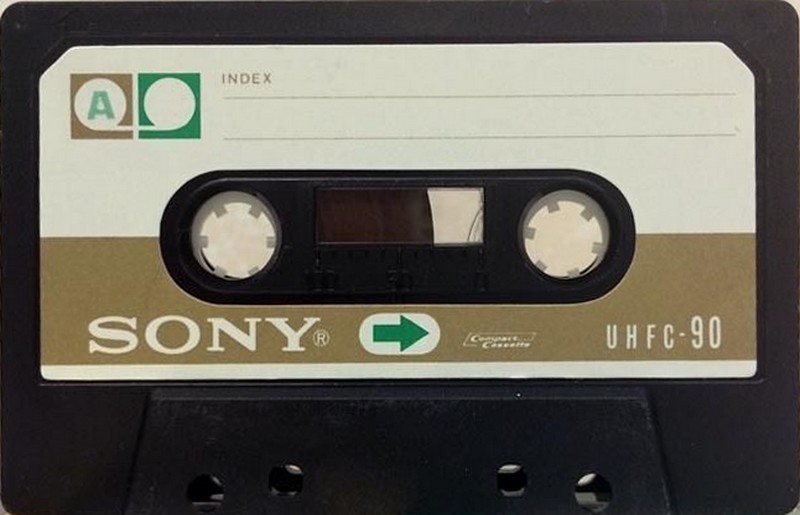 A
INDEX
SONY®
Compact
Cassette
UHFC-90